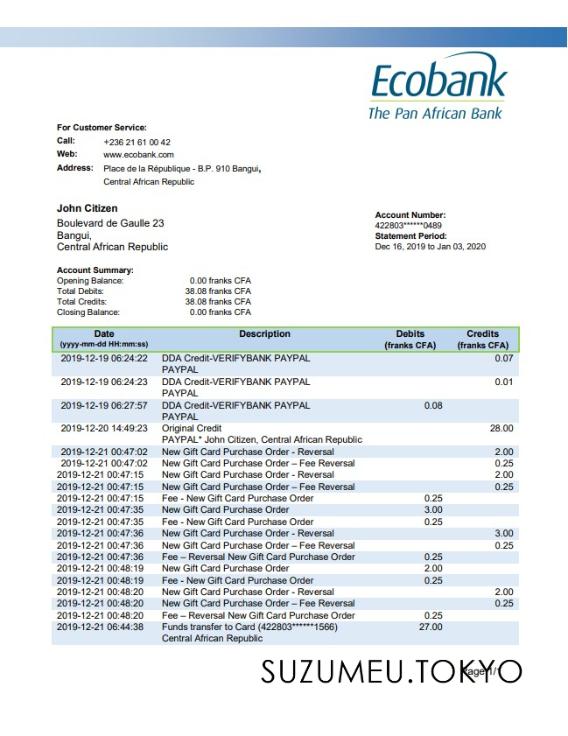 Ecobank
The Pan African Bank
For Customer Service:
Call: +236 21 61 00 42
Web: www.ecobank.com
Address: Place de la République - B.P. 910 Bangui,
Central African Republic
John Citizen
Boulevard de Gaulle 23
Bangui,
Central African Republic
Account Number:
422803******0489
Statement Period:
Dec 16, 2019 to Jan 03, 2020
Account Summary:
Opening Balance: 0.00 franks CFA
Total Debits: 38.08 franks CFA
Total Credits: 38.08 franks CFA
Closing Balance: 0.00 franks CFA
Date Description Debits Credits
(yyyy-mm-dd HH:mm:ss) (franks CFA) (franks CFA)
2019-12-19 06:24:22 DDA Credit-VERIFYBANK PAYPAL 0.07
PAYPAL
2019-12-19 06:24:23 DDA Credit-VERIFYBANK PAYPAL 0.01
PAYPAL
2019-12-19 06:27:57 DDA Credit-VERIFYBANK PAYPAL 0.08
PAYPAL
2019-12-20 14:49:23 Original Credit 28.00
PAYPAL* John Citizen, Central African Republic
2019-12-21 00:47:02 New Gift Card Purchase Order - Reversal 2.00
2019-12-21 00:47:02 New Gift Card Purchase Order – Fee Reversal 0.25
2019-12-21 00:47:15 New Gift Card Purchase Order - Reversal 2.00
2019-12-21 00:47:15 New Gift Card Purchase Order – Fee Reversal 0.25
2019-12-21 00:47:15 Fee - New Gift Card Purchase Order 0.25
2019-12-21 00:47:35 New Gift Card Purchase Order 3.00
2019-12-21 00:47:35 Fee - New Gift Card Purchase Order 0.25
2019-12-21 00:47:36 New Gift Card Purchase Order - Reversal 3.00
2019-12-21 00:47:36 New Gift Card Purchase Order – Fee Reversal 0.25
2019-12-21 00:47:36 Fee – Reversal New Gift Card Purchase Order 0.25
2019-12-21 00:48:19 New Gift Card Purchase Order 2.00
2019-12-21 00:48:19 Fee - New Gift Card Purchase Order 0.25
2019-12-21 00:48:20 New Gift Card Purchase Order - Reversal 2.00
2019-12-21 00:48:20 New Gift Card Purchase Order – Fee Reversal 0.25
2019-12-21 00:48:20 Fee – Reversal New Gift Card Purchase Order 0.25
2019-12-21 06:44:38 Funds transfer to Card (422803******1566) 27.00
Central African Republic
SUZUMEU.TOKYO